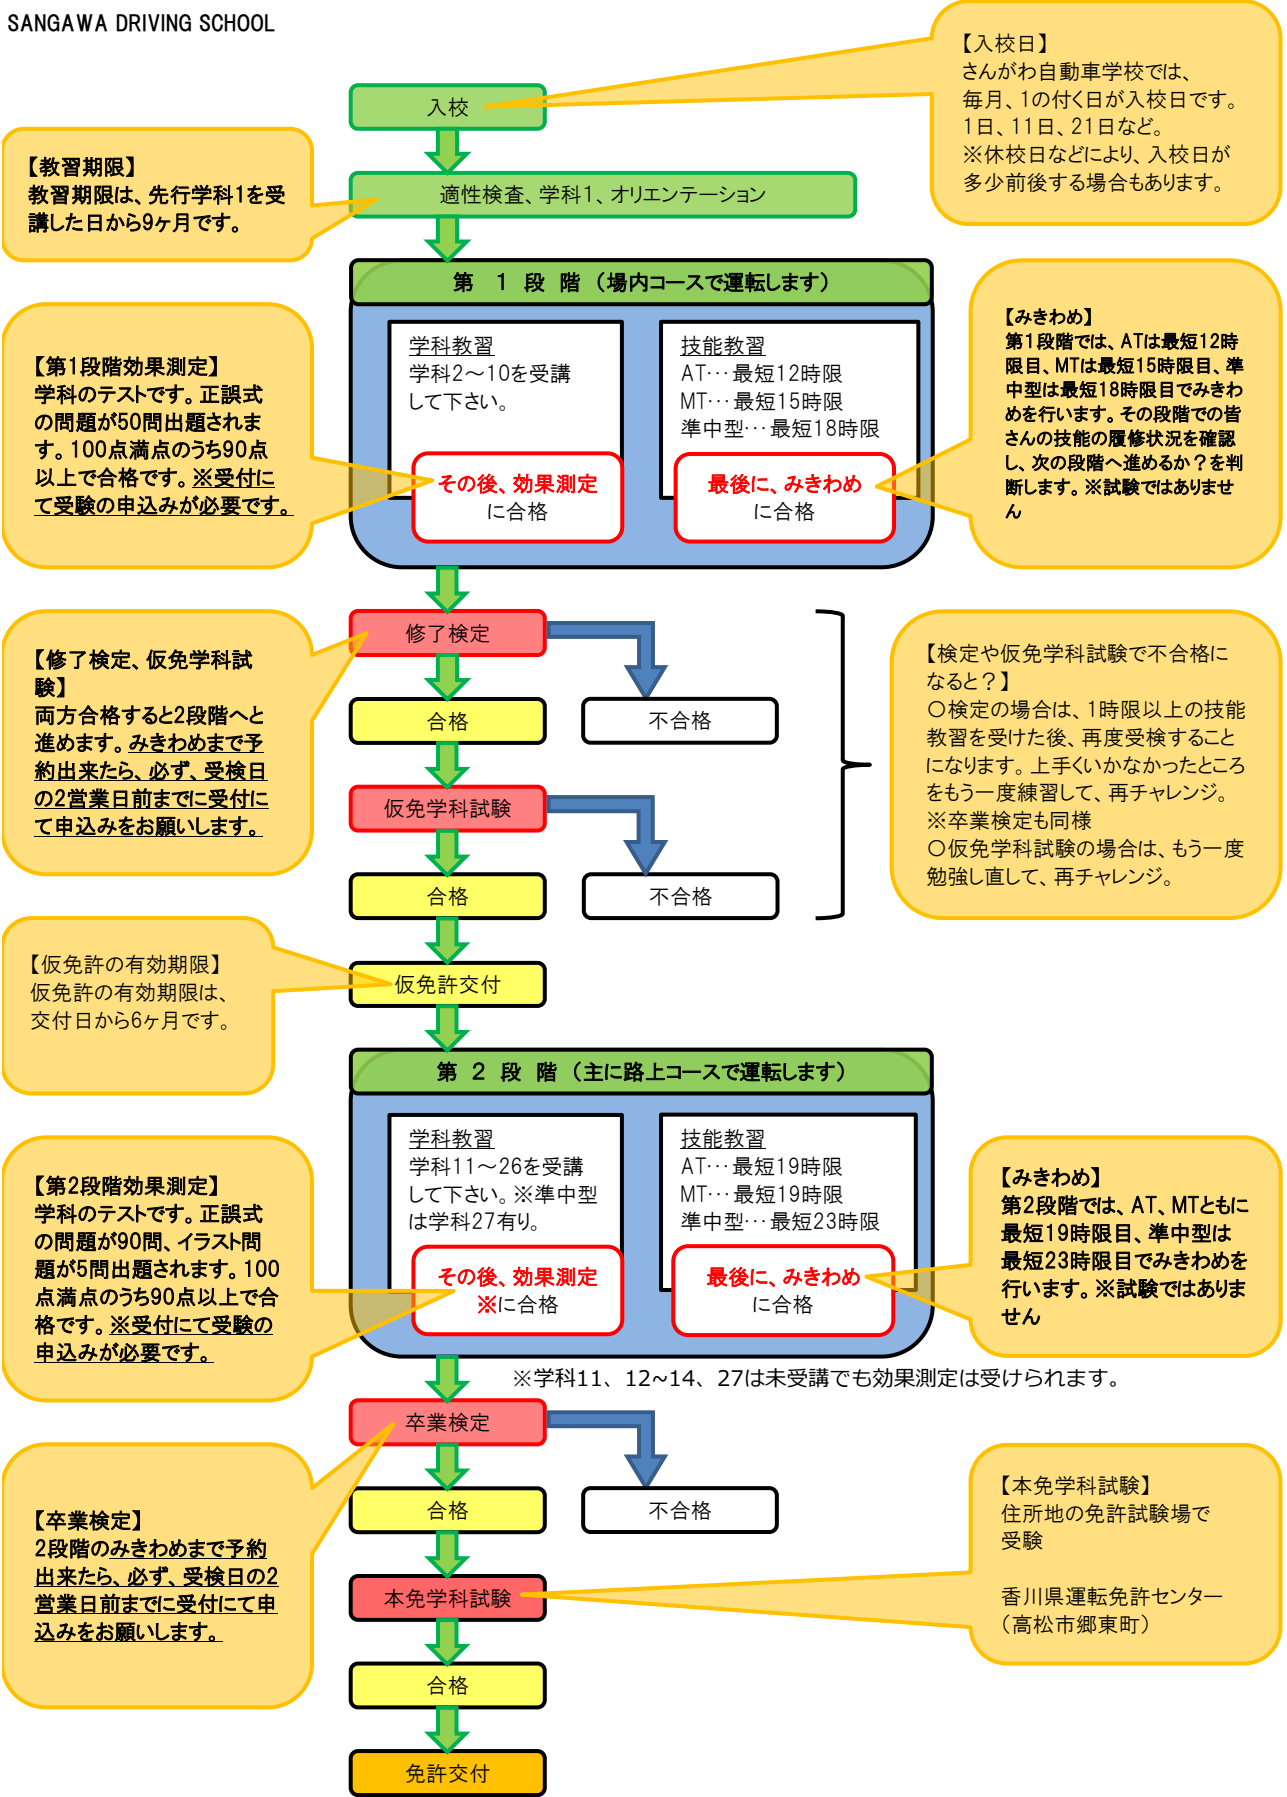 SANGAWA DRIVING SCHOOL
【入校日】
さんがわ自動車学校では、
毎月、1の付く日が入校日です。
1日、11日、21日など。
※休校日などにより、入校日が
多少前後する場合もあります。
入校
【教習期限】
教習期限は、先行学科1を受
講した日から9ヶ月です。
適性検査、学科1、オリエンテーション
第　1　段　階　（場内コースで運転します）
【第1段階効果測定】
学科のテストです。正誤式
の問題が50問出題されま
す。100点満点のうち90点
以上で合格です。※受付に
て受験の申込みが必要です。
学科教習
学科2～10を受講
して下さい。
その後、効果測定
に合格
技能教習
AT…最短12時限
MT…最短15時限
準中型…最短18時限
最後に、みきわめ
に合格
【みきわめ】
第1段階では、ATは最短12時
限目、MTは最短15時限目、準
中型は最短18時限目でみきわ
めを行います。その段階での皆
さんの技能の履修状況を確認
し、次の段階へ進めるか？を判
断します。※試験ではありませ
ん
【修了検定、仮免学科試
験】
両方合格すると2段階へと
進めます。みきわめまで予
約出来たら、必ず、受検日
の2営業日前までに受付に
て申込みをお願いします。
修了検定
合格
不合格
仮免学科試験
合格
不合格
【検定や仮免学科試験で不合格に
なると？】
○検定の場合は、1時限以上の技能
教習を受けた後、再度受検すること
になります。上手くいかなかったところ
をもう一度練習して、再チャレンジ。
※卒業検定も同様
○仮免学科試験の場合は、もう一度
勉強し直して、再チャレンジ。
【仮免許の有効期限】
仮免許の有効期限は、
交付日から6ヶ月です。
仮免許交付
第　2　段　階　（主に路上コースで運転します）
【第2段階効果測定】
学科のテストです。正誤式
の問題が90問、イラスト問
題が5問出題されます。100
点満点のうち90点以上で合
格です。※受付にて受験の
申込みが必要です。
学科教習
学科11～26を受講
して下さい。※準中型
は学科27有り。
その後、効果測定
※に合格
技能教習
AT…最短19時限
MT…最短19時限
準中型…最短23時限
最後に、みきわめ
に合格
【みきわめ】
第2段階では、AT、MTともに
最短19時限目、準中型は
最短23時限目でみきわめを
行います。※試験ではありま
せん
※学科11、12~14、27は未受講でも効果測定は受けられます。
卒業検定
合格
不合格
【卒業検定】
2段階のみきわめまで予約
出来たら、必ず、受検日の2
営業日前までに受付にて申
込みをお願いします。
本免学科試験
【本免学科試験】
住所地の免許試験場で
受験
香川県運転免許センター
（高松市郷東町）
合格
免許交付